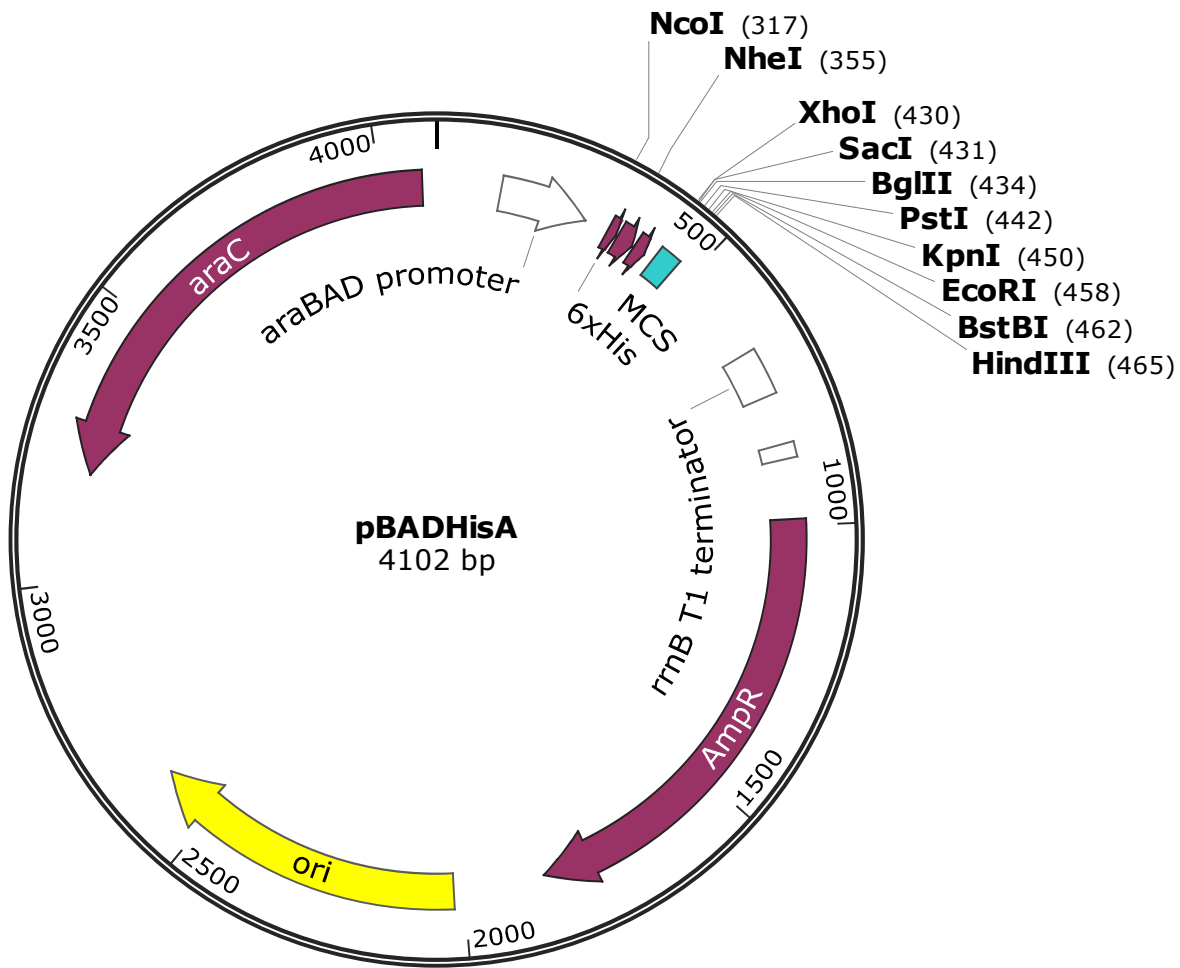 NcoI (317)
NheI (355)
XhoI (430)
SacI (431)
BglII (434)
PstI (442)
KpnI (450)
EcoRI (458)
BstBI (462)
HindIII (465)
4000
500
araC
araBAD promoter
6xHis
MCS
3500
rrnB T1 terminator
1000
pBADHisA
4102 bp
3000
AmpR
1500
ori
2500
2000